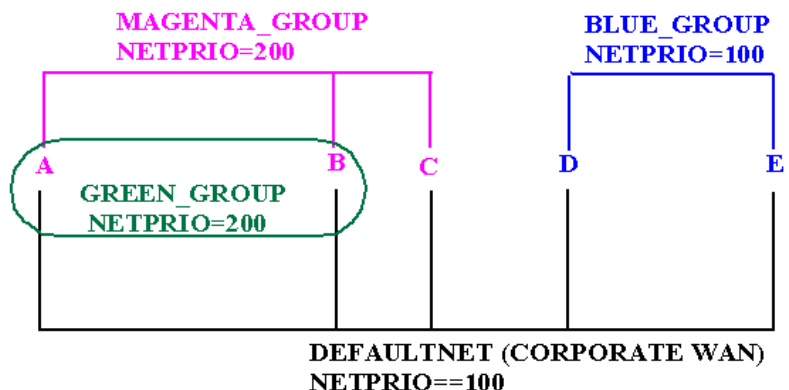 MAGENTA_GROUP
NETPRIO=200
BLUE_GROUP
NETPRIO=100
A
B
C
D
E
GREEN_GROUP
NETPRIO=200
DEFAULTNET (CORPORATE WAN)
NETPRIO==100